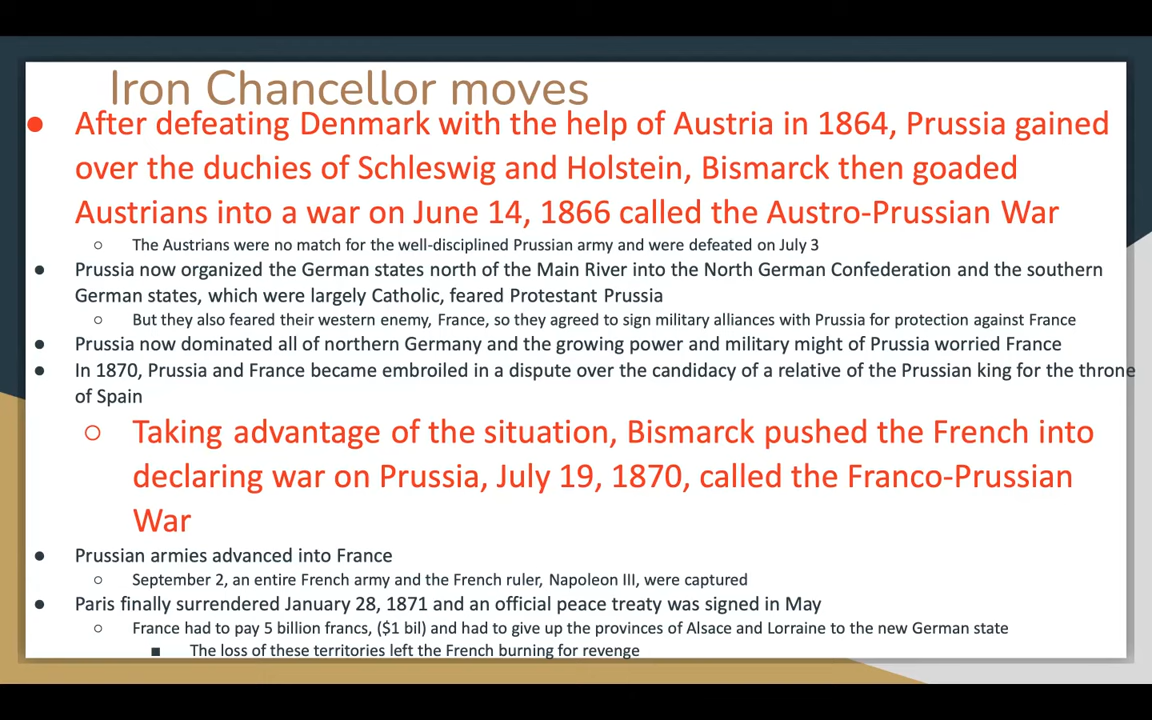 Iron Chancellor moves
● After defeating Denmark with the help of Austria in 1864, Prussia gained
over the duchies of Schleswig and Holstein, Bismarck then goaded
Austrians into a war on June 14, 1866 called the Austro-Prussian War
○ The Austrians were no match for the well-disciplined Prussian army and were defeated on July 3
● Prussia now organized the German states north of the Main River into the North German Confederation and the southern
German states, which were largely Catholic, feared Protestant Prussia
○ But they also feared their western enemy, France, so they agreed to sign military alliances with Prussia for protection against France
● Prussia now dominated all of northern Germany and the growing power and military might of Prussia worried France
● In 1870, Prussia and France became embroiled in a dispute over the candidacy of a relative of the Prussian king for the throne
of Spain
○ Taking advantage of the situation, Bismarck pushed the French into
declaring war on Prussia, July 19, 1870, called the Franco-Prussian
War
● Prussian armies advanced into France
○ September 2, an entire French army and the French ruler, Napoleon III, were captured
● Paris finally surrendered January 28, 1871 and an official peace treaty was signed in May
○ France had to pay 5 billion francs, ($1 bil) and had to give up the provinces of Alsace and Lorraine to the new German state
■ The loss of these territories left the French burning for revenge